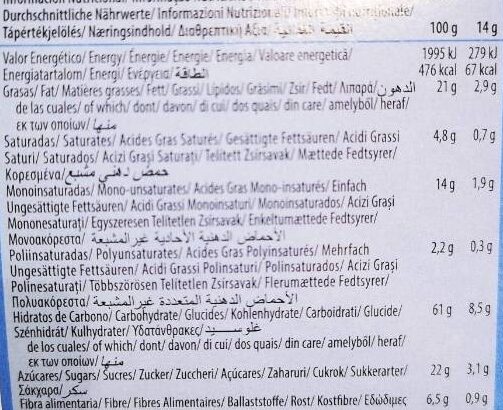 Durchschnittliche Nährwerte/ Informazioni Nutrizionali/
Tápértékjelölés/ Næringsindhold/ Διαθρεπτική Αξία/ القيمة الغذائية 100 g 14 g
Valor Energético/ Energy/ Énergie/ Energie/ Energia/ Valoare energetică/ 1995 kJ 279 kJ
Energiatartalom/ Energi/ Ενέργεια/ الطاقة 476 kcal 67 kcal
Grasas/ Fat/ Matières grasses/ Fett/ Grassi/ Lipidos/ Grăsimi/ Zsír/ Fedt/ Λιπαρά/ الدهون 21 g 2,9 g
de las cuales/ of which/ dont/ davon/ di cui/ dos quais/ din care/ amelyből/ heraf/
εκ των οποίων/ منها
Saturadas/ Saturates/ Acides Gras Saturés/ Gesättigte Fettsäuren/ Acidi Grassi 4,8 g 0,7 g
Saturi/ Saturados/ Acizi Grași Saturați/ Telített Zsírsavak/ Mættede Fedtsyrer/
Κορεσμένα/ حمض دهني مشبع
Monoinsaturadas/ Mono-unsaturates/ Acides Gras Mono-insaturés/ Einfach 14 g 1,9 g
Ungesättigte Fettsäuren/ Acidi Grassi Monoinsaturi/ Monoinsaturados/ Acizi Grași
Mononesaturați/ Egyszeresen Telítetlen Zsírsavak/ Enkeltumættede Fedtsyrer/
Μονοακόρεστα/ الأحماض الدهنية الأحادية غير المشبعة
Poliinsaturadas/ Polyunsaturates/ Acides Gras Polyinsaturés/ Mehrfach 2,2 g 0,3 g
Ungesättigte Fettsäuren/ Acidi Grassi Polinsaturi/ Polinsaturados/ Acizi Grași
Polinesaturați/ Többszörösen Telítetlen Zsírsavak/ Flerumættede Fedtsyrer/
Πολυακόρεστα/ الأحماض الدهنية المتعددة غير المشبعة
Hidratos de Carbono/ Carbohydrate/ Glucides/ Kohlenhydrate/ Carboidrati/ Glucide/ 61 g 8,5 g
Szénhidrát/ Kulhydrater/ Υδατάνθρακες/
de los cuales/ of which/ dont/ davon/ di cui/ dos quais/ din care/ amelyből/ heraf/
εκ των οποίων/ منها
Azúcares/ Sugars/ Sucres/ Zucker/ Zuccheri/ Açúcares/ Zaharuri/ Cukrok/ Sukkerarter/ 22 g 3,1 g
Σάκχαρα/ سكر
Fibra alimentaria/ Fibre/ Fibres Alimentaires/ Ballaststoffe/ Rost/ Kostfibre/ Εδώδιμες 6,5 g 0,9 g